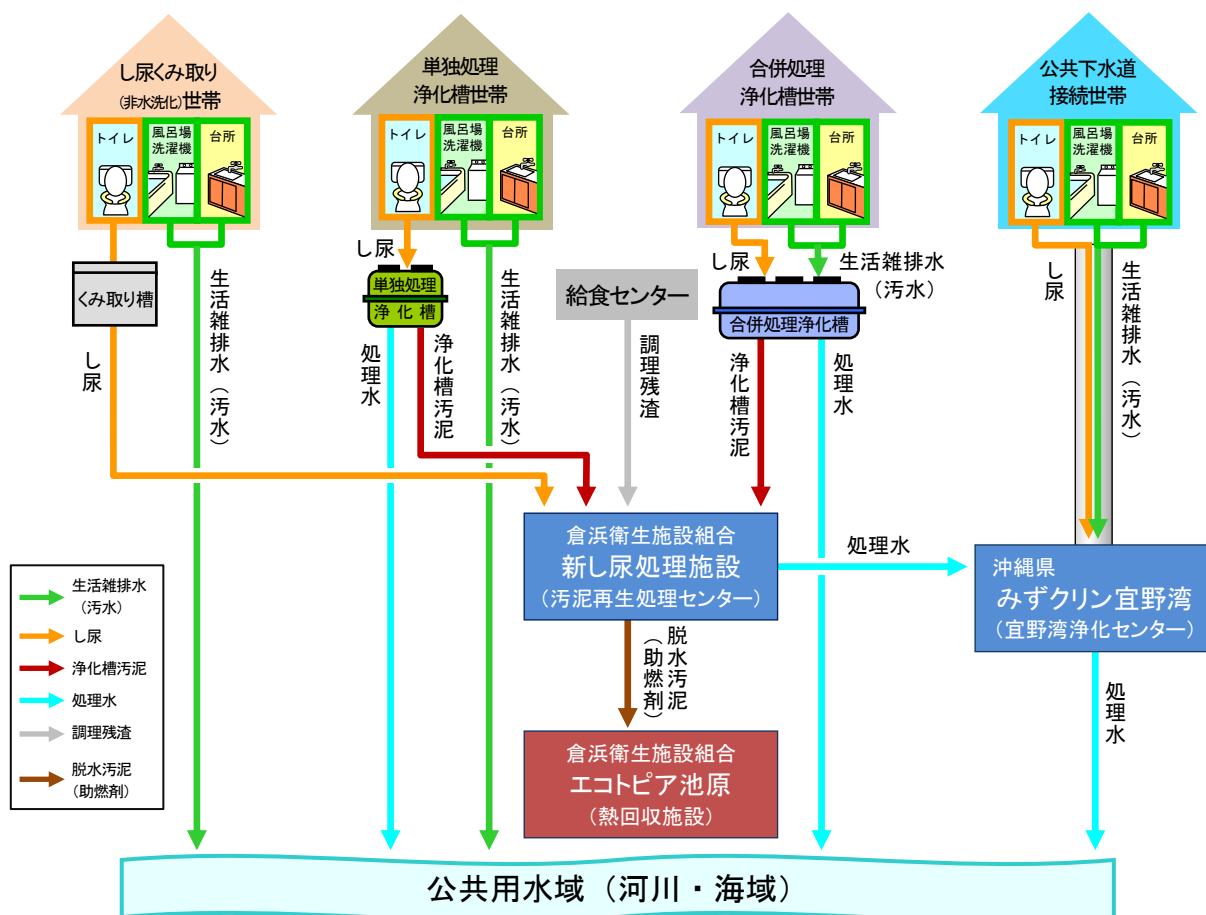 し尿くみ取り
(非水洗化)世帯
トイレ
風呂場
洗濯機
台所
単独処理
浄化槽世帯
トイレ
風呂場
洗濯機
台所
合併処理
浄化槽世帯
トイレ
風呂場
洗濯機
台所
公共下水道
接続世帯
トイレ
風呂場
洗濯機
台所
くみ取り槽
し尿
生活雑排水（汚水）
し尿
単独処理
浄化槽
処理水
浄化槽汚泥
生活雑排水（汚水）
給食センター
調理残渣
し尿
生活雑排水
（汚水）
合併処理浄化槽
浄化槽汚泥
処理水
し尿
生活雑排水（汚水）
倉浜衛生施設組合
新し尿処理施設
（汚泥再生処理センター）
処理水
沖縄県
みずクリン宜野湾
（宜野湾浄化センター）
処理水
脱水汚泥
（助燃剤）
倉浜衛生施設組合
エコトピア池原
（熱回収施設）
生活雑排水
（汚水）
し尿
浄化槽汚泥
処理水
調理残渣
脱水汚泥
(助燃剤)
公共用水域（河川・海域）